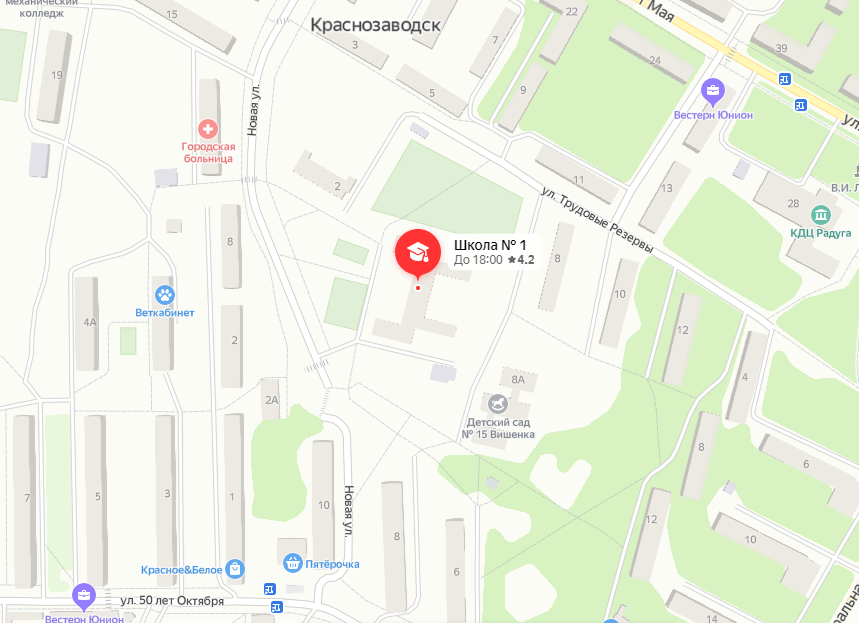 механический
колледж
15
Краснозаводск
3
7
22
1 Мая
24
39
19
Новая ул.
5
9
Вестерн Юнион
ул.
Городская
больница
2
11
ул. Трудовые Резервы
13
28
В.И. Л
КДЦ Радуга
8
Школа № 1
До 18:00 ★4.2
8
10
Веткабинет
4А
2
12
4
8А
2А
Детский сад
№ 15 Вишенка
7
5
3
1
10
Новая ул.
8
8
6
12
10
6
Красное&Белое
Пятёрочка
ул. 50 лет Октября
Вестерн Юнион
14
альная